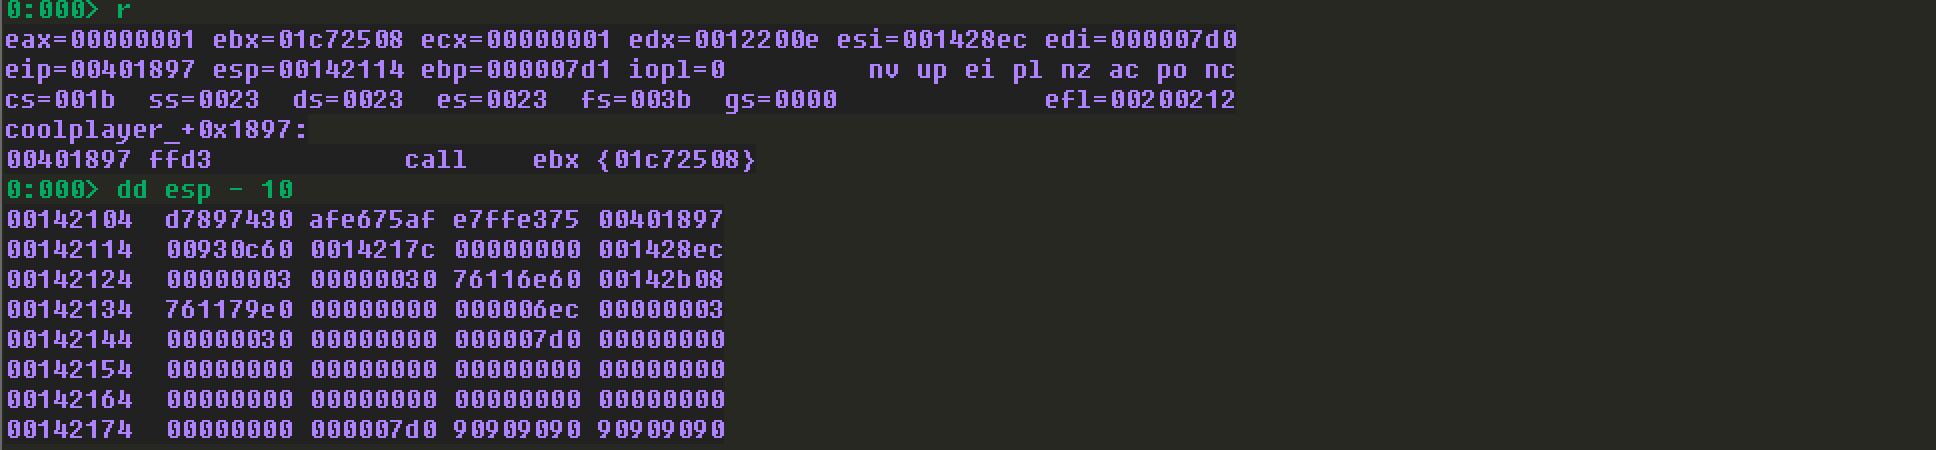 0:000> r
eax=00000001 ebx=01c72508 ecx=00000001 edx=0012200e esi=001428ec edi=000007d0
eip=00401897 esp=00142114 ebp=000007d1 iopl=0         nv up ei pl nz ac po nc
cs=001b  ss=0023  ds=0023  es=0023  fs=003b  gs=0000             efl=00200212
coolplayer_+0x1897:
00401897 ffd3            call    ebx {01c72508}
0:000> dd esp - 10
00142104  d7897430 afe675af e7ffe375 00401897
00142114  00930c60 0014217c 00000000 001428ec
00142124  00000003 00000030 76116e60 00142b08
00142134  761179e0 00000000 000006ec 00000003
00142144  00000030 00000000 000007d0 00000000
00142154  00000000 00000000 00000000 00000000
00142164  00000000 00000000 00000000 00000000
00142174  00000000 000007d0 90909090 90909090